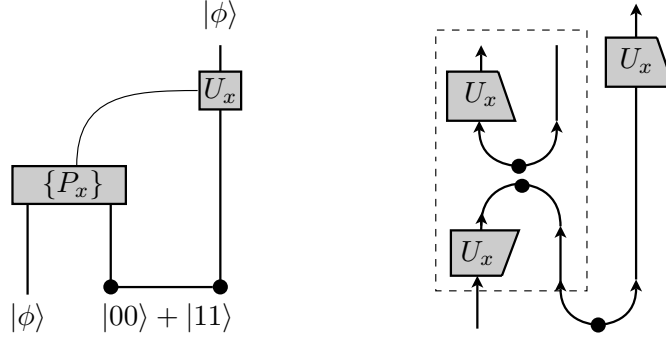 |ϕ⟩
U_x
{P_x}
|ϕ⟩ |00⟩ + |11⟩
U_x
U_x
U_x